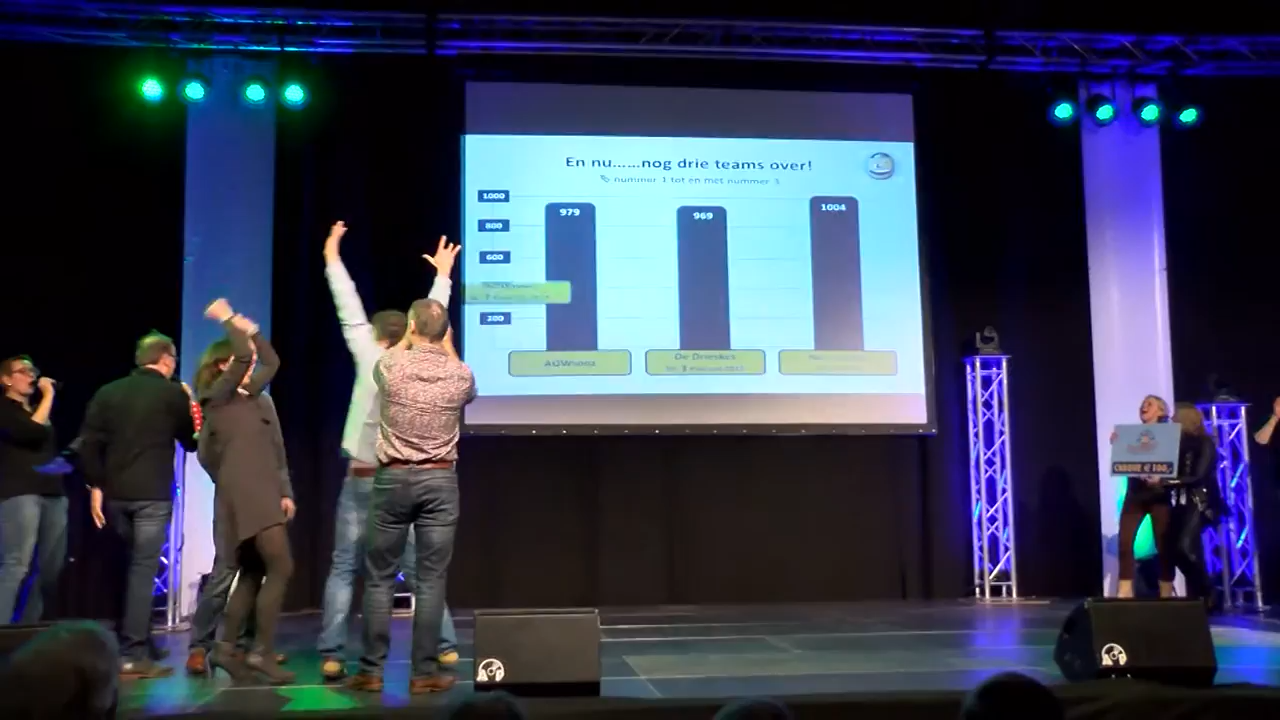 En nu......nog drie teams over!
nummer 1 tot en met nummer 3
1000
800
600
200
979
969
1004
AQWsonz
De Drieskes
CHEQUE € 100,-